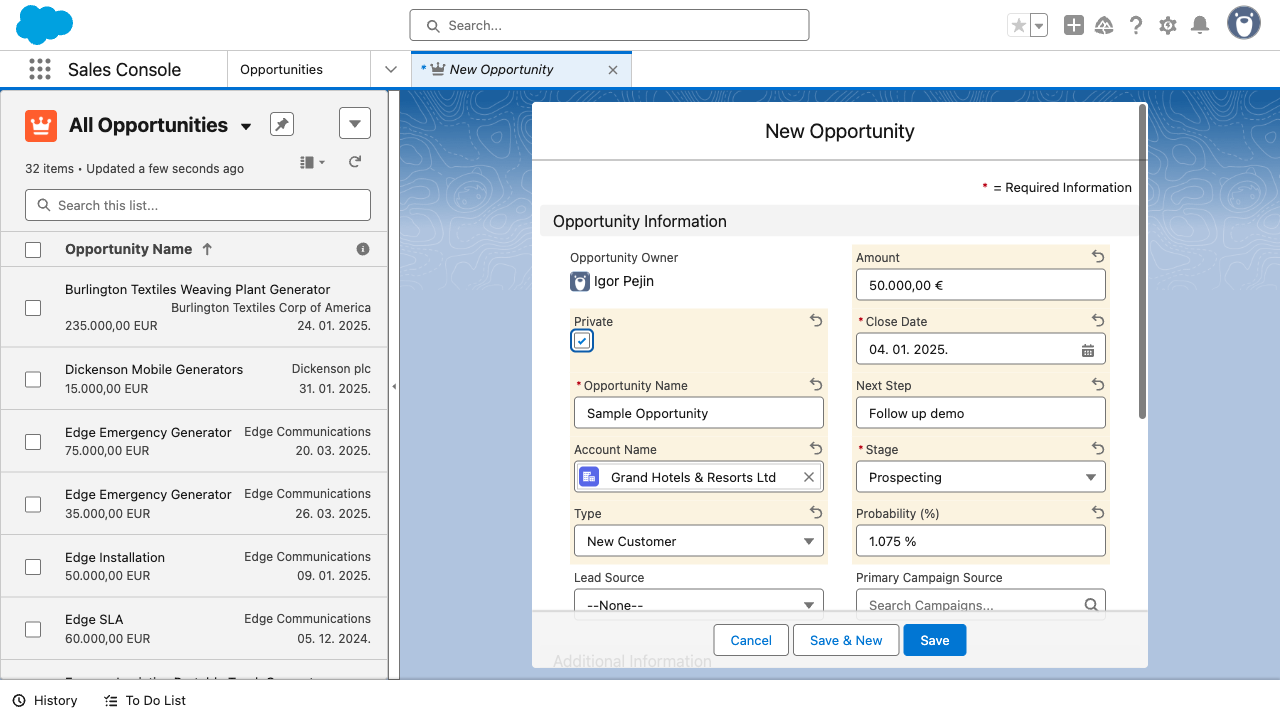 Search...
Sales Console
Opportunities
* New Opportunity
All Opportunities
32 items • Updated a few seconds ago
Search this list...
Opportunity Name
Burlington Textiles Weaving Plant Generator
Burlington Textiles Corp of America
235.000,00 EUR 24. 01. 2025.
Dickenson Mobile Generators Dickenson plc
15.000,00 EUR 31. 01. 2025.
Edge Emergency Generator Edge Communications
75.000,00 EUR 20. 03. 2025.
Edge Emergency Generator Edge Communications
35.000,00 EUR 26. 03. 2025.
Edge Installation Edge Communications
50.000,00 EUR 09. 01. 2025.
Edge SLA Edge Communications
60.000,00 EUR 05. 12. 2024.
New Opportunity
* = Required Information
Opportunity Information
Opportunity Owner
Igor Pejin
Amount
50.000,00 €
Private
* Close Date
04. 01. 2025.
* Opportunity Name
Sample Opportunity
Next Step
Follow up demo
Account Name
Grand Hotels & Resorts Ltd
* Stage
Prospecting
Type
New Customer
Probability (%)
1.075 %
Lead Source
--None--
Primary Campaign Source
Search Campaigns...
Additional Information
Cancel
Save & New
Save
History
To Do List